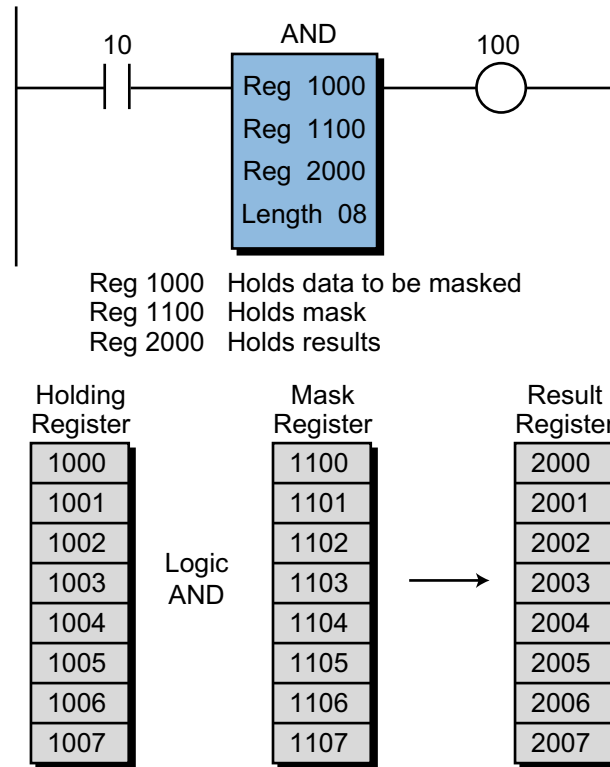 10
AND
100
Reg 1000
Reg 1100
Reg 2000
Length 08
Reg 1000 Holds data to be masked
Reg 1100 Holds mask
Reg 2000 Holds results
Holding Register
Mask Register
Result Register
1000
1001
1002
1003
1004
1005
1006
1007
Logic AND
1100
1101
1102
1103
1104
1105
1106
1107
2000
2001
2002
2003
2004
2005
2006
2007